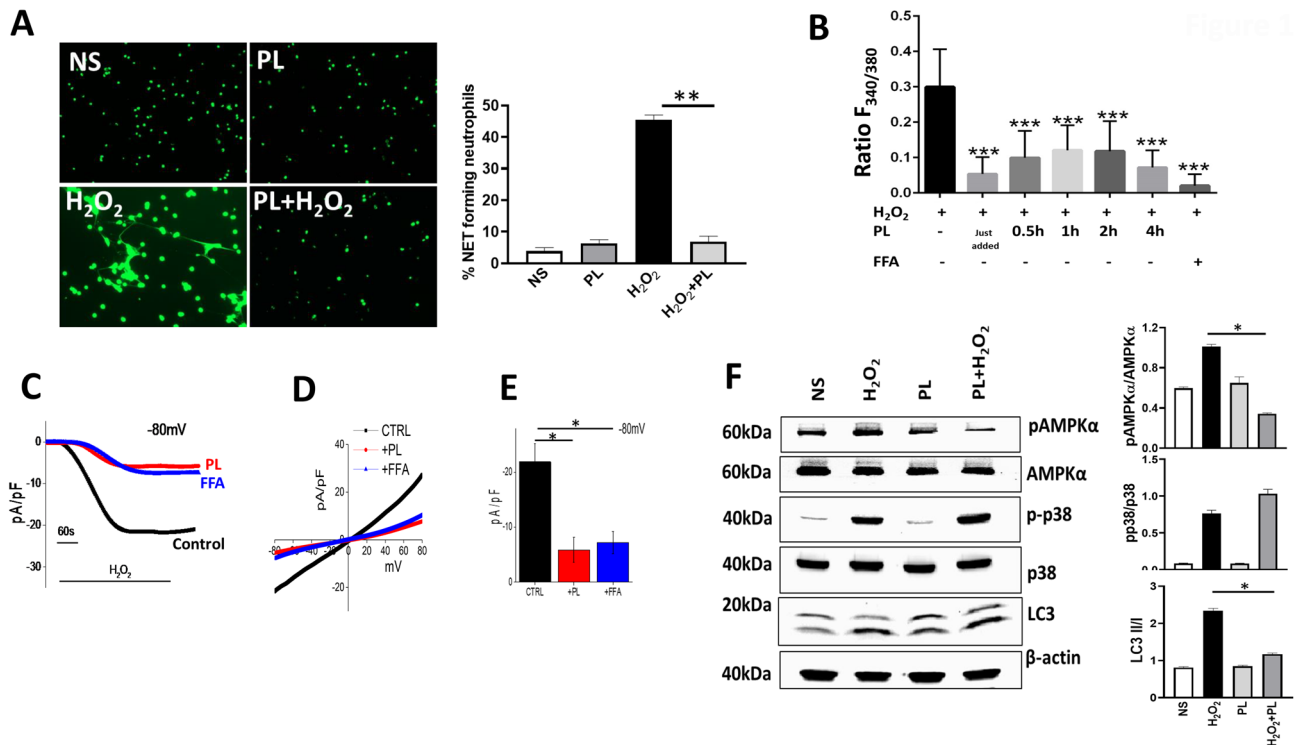 Figure 1
A
NS
PL
H₂O₂
PL+H₂O₂
% NET forming neutrophils
50
40
30
20
10
0
**
NS
PL
H₂O₂
H₂O₂+PL
B
Ratio F340/380
0.4
0.3
0.2
0.1
0.0
*** *** *** *** *** ***
H₂O₂ + + + + + + +
PL - Just added 0.5h 1h 2h 4h
FFA - - - - - - +
C
-80mV
pA/pF
0
-10
-20
-30
PL
FFA
Control
60s
H₂O₂
D
CTRL
+PL
+FFA
pA/pF
40
20
0
-20
-80 -40 0 40 80
mV
E
-80mV
*
*
pA/pF
-20
-10
0
CTRL +PL +FFA
F
NS H₂O₂ PL PL+H₂O₂
60kDa pAMPKα
60kDa AMPKα
40kDa p-p38
40kDa p38
20kDa LC3
40kDa β-actin
pAMPKα/AMPKα
1.2
0.8
0.4
0.0
*
pp38/p38
1.5
1.0
0.5
0.0
LC3 II/I
3
2
1
0
*
NS
H₂O₂
PL
H₂O₂+PL